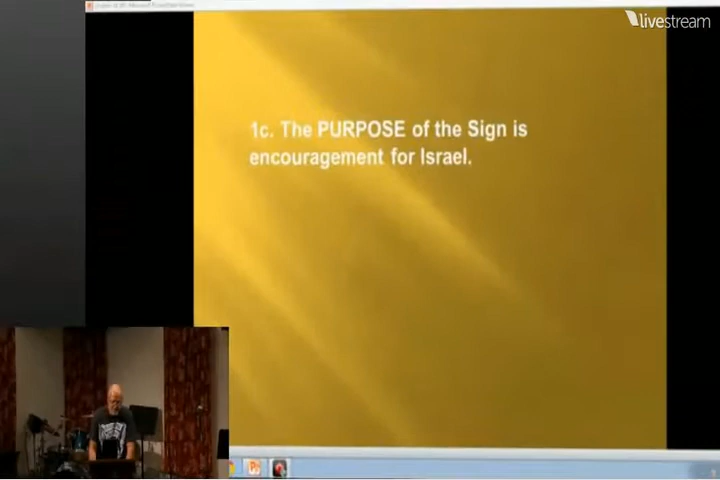 livestream
1c. The PURPOSE of the Sign is
encouragement for Israel.